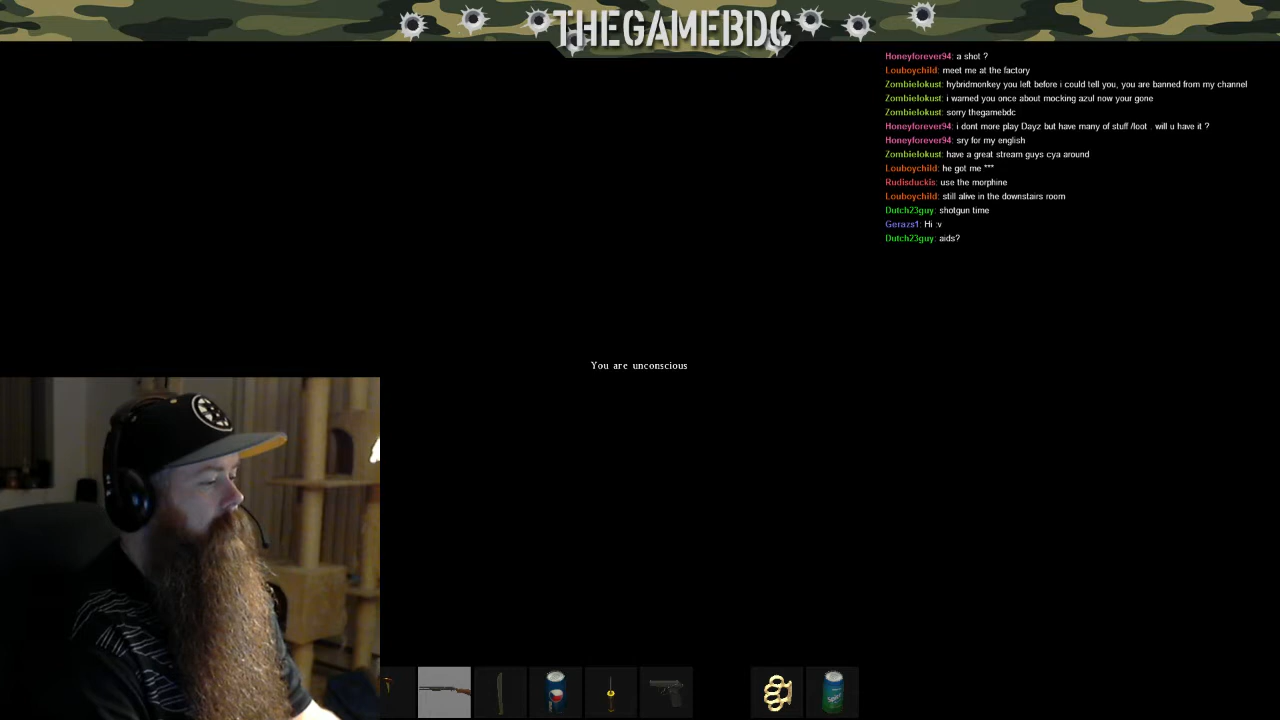 THEGAMEBDC
Honeyforever94: a shot ?
Louboychild: meet me at the factory
Zombielokust: hybridmonkey you left before i could tell you, you are banned from my channel
Zombielokust: i warned you once about mocking azul now your gone
Zombielokust: sorry thegamebdc
Honeyforever94: i dont more play Dayz but have many of stuff /loot . will u have it ?
Honeyforever94: sry for my english
Zombielokust: have a great stream guys cya around
Louboychild: he got me ***
Rudisduckis: use the morphine
Louboychild: still alive in the downstairs room
Dutch23guy: shotgun time
Gerazs1: Hi :v
Dutch23guy: aids?
You are unconscious